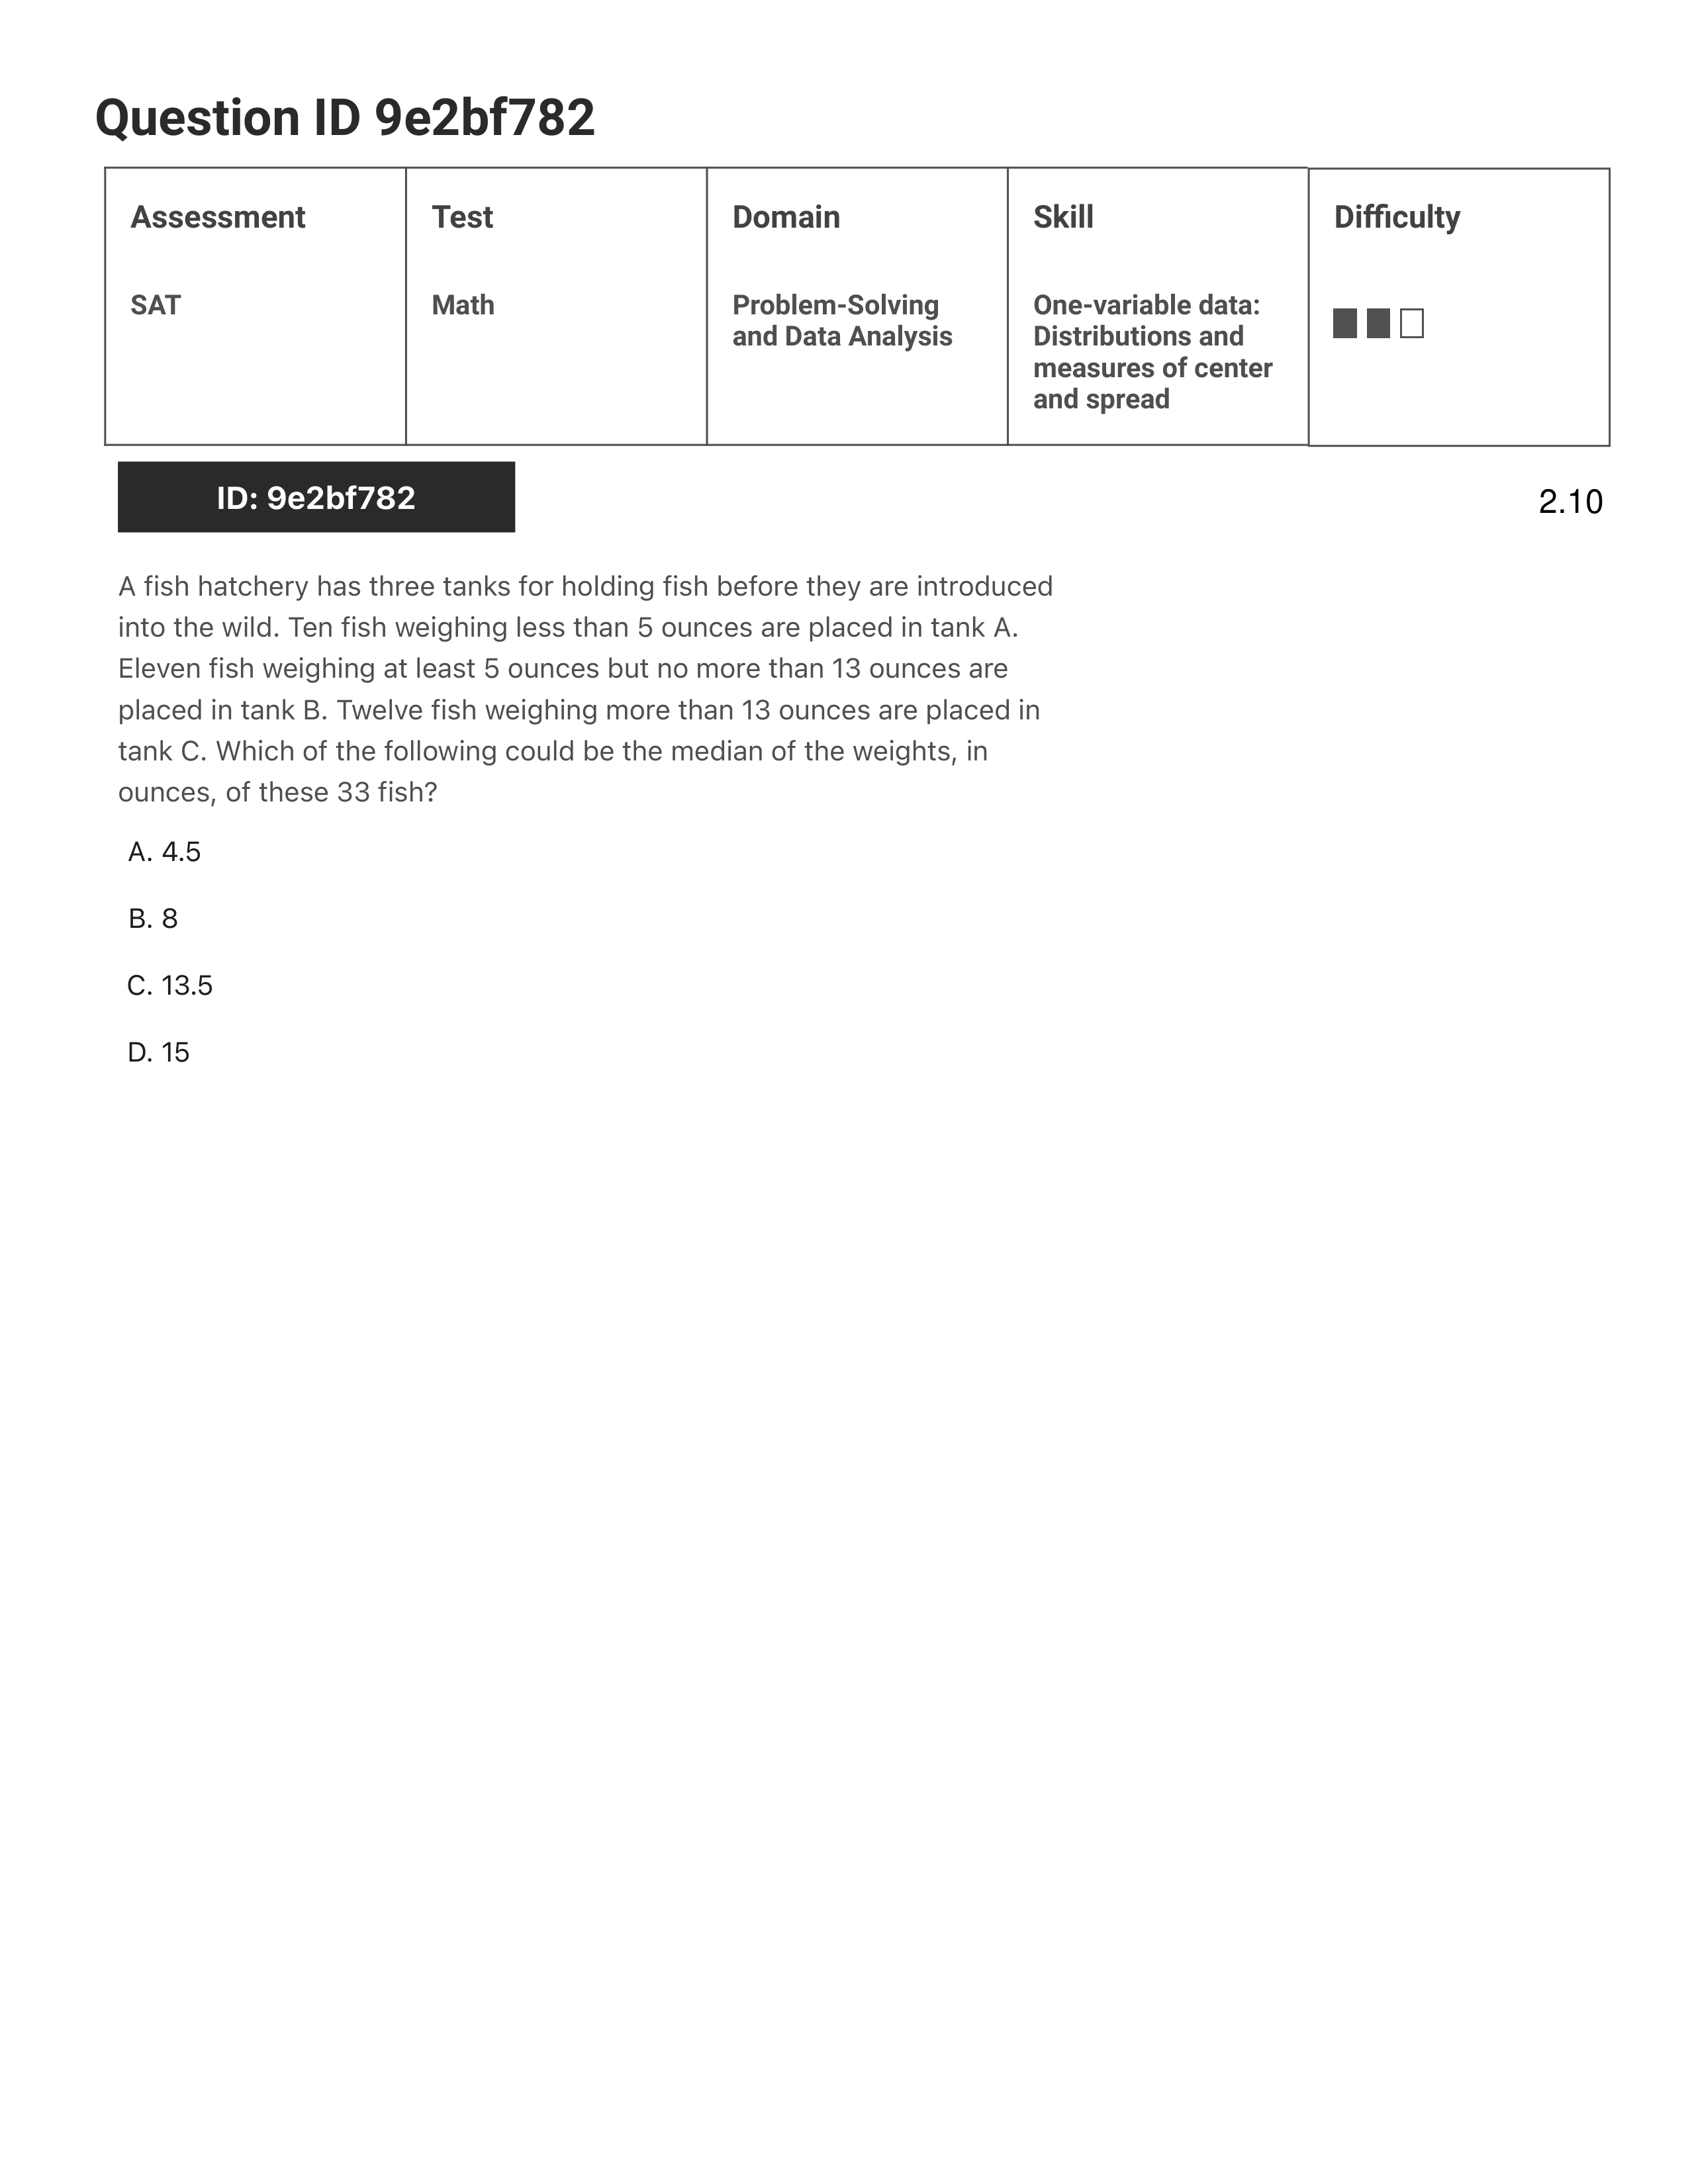 Question ID 9e2bf782
Assessment
Test
Domain
Skill
Difficulty
SAT
Math
Problem-Solving
and Data Analysis
One-variable data:
Distributions and
measures of center
and spread
ID: 9e2bf782
2.10
A fish hatchery has three tanks for holding fish before they are introduced
into the wild. Ten fish weighing less than 5 ounces are placed in tank A.
Eleven fish weighing at least 5 ounces but no more than 13 ounces are
placed in tank B. Twelve fish weighing more than 13 ounces are placed in
tank C. Which of the following could be the median of the weights, in
ounces, of these 33 fish?
A. 4.5
B. 8
C. 13.5
D. 15